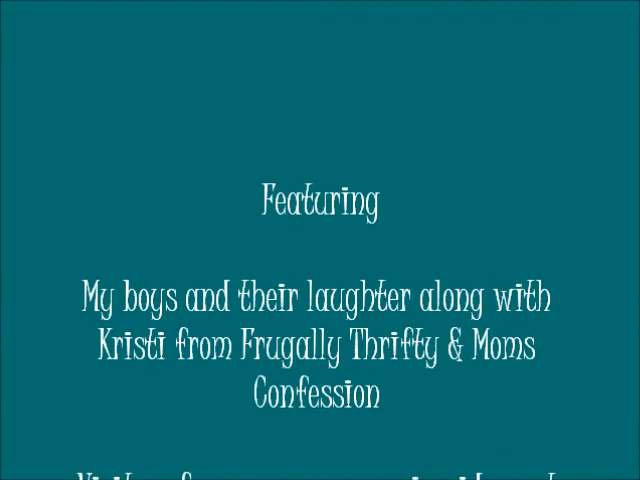 Featuring
My boys and their laughter along with
Kristi from Frugally Thrifty & Moms
Confession